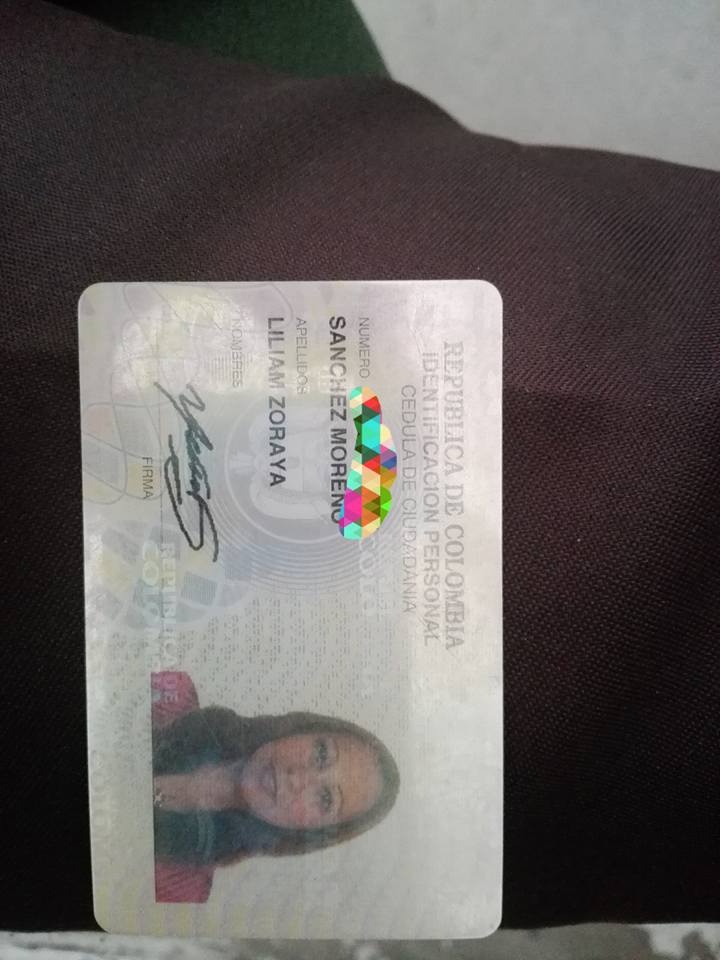 REPUBLICA DE COLOMBIA
IDENTIFICACION PERSONAL
CEDULA DE CIUDADANIA
NUMERO
SANCHEZ MORENO
APELLIDOS
LILIAM ZORAYA
NOMBRES
FIRMA
REPUBLICA DE
COLOMBIA